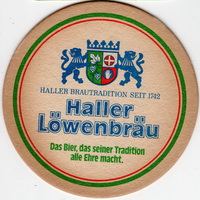 HALLER BRAUTRADITION SEIT 1742
Haller
Löwenbräu
Das Bier, das seiner Tradition
alle Ehre macht.